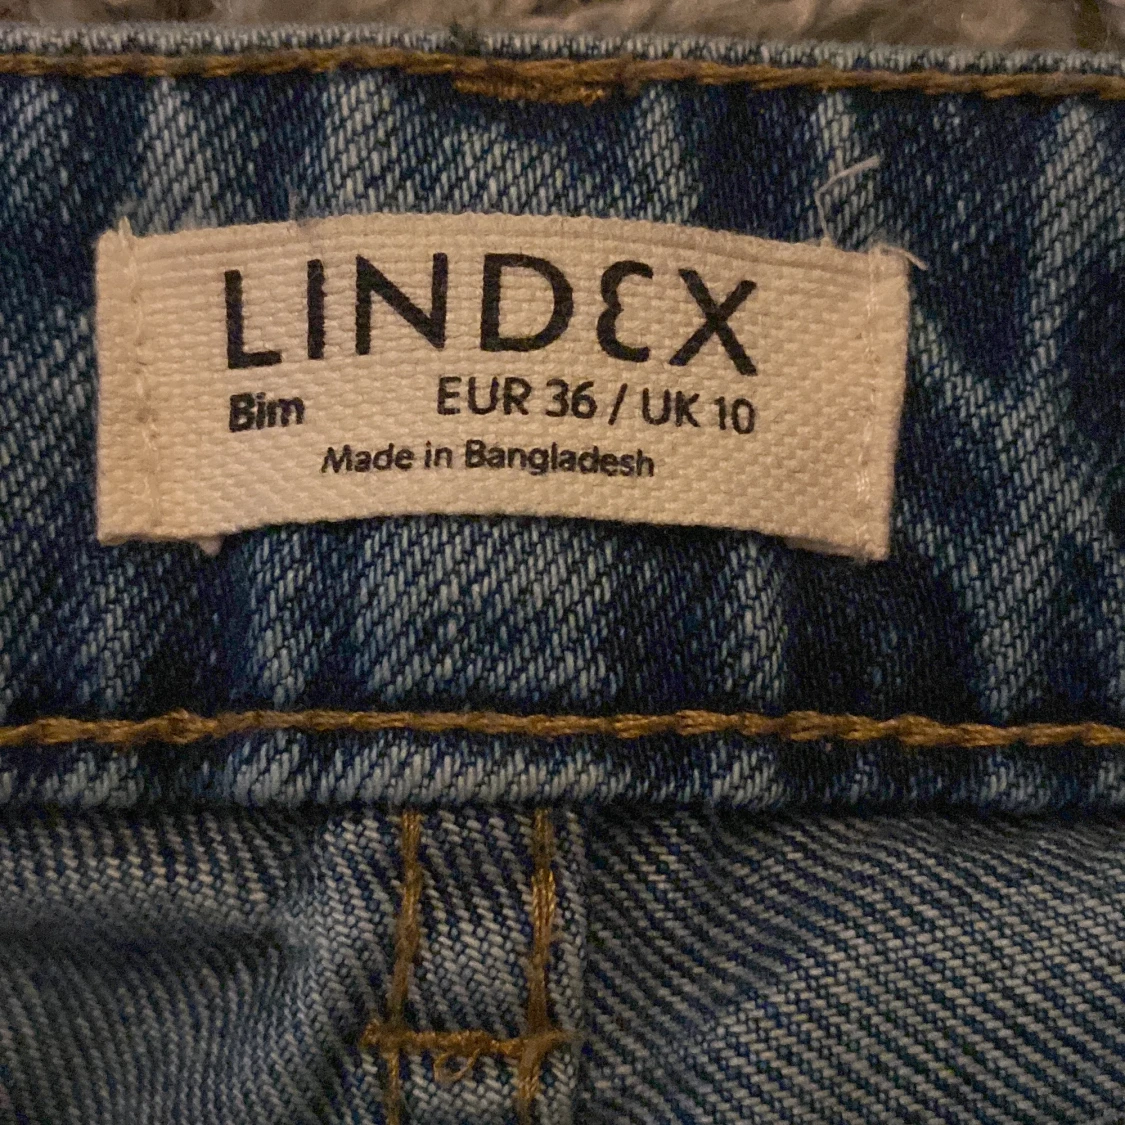 LINDEX
Bim EUR 36 / UK 10
Made in Bangladesh